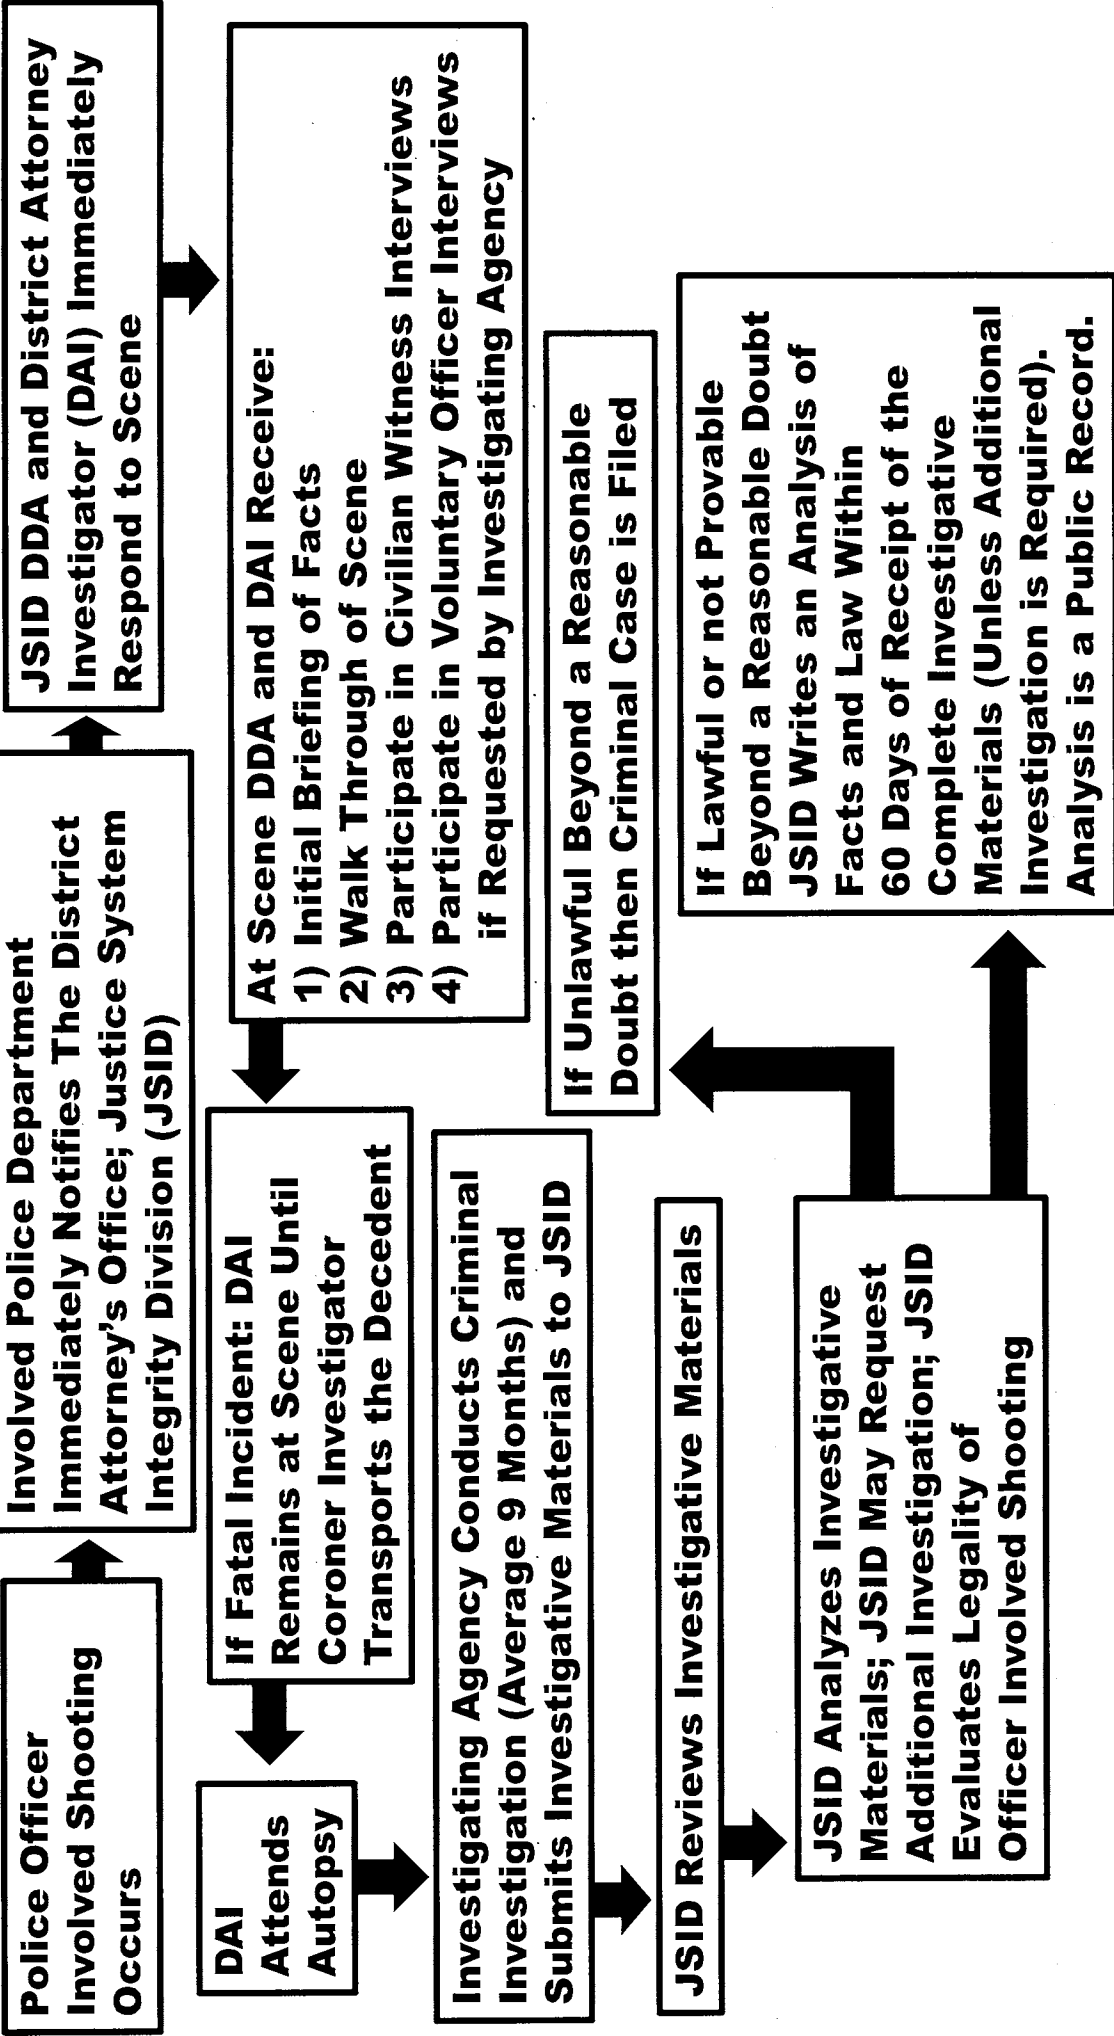 Police Officer
Involved Shooting
Occurs
Involved Police Department
Immediately Notifies The District
Attorney's Office; Justice System
Integrity Division (JSID)
JSID DDA and District Attorney
Investigator (DAI) Immediately
Respond to Scene
At Scene DDA and DAI Receive:
1) Initial Briefing of Facts
2) Walk Through of Scene
3) Participate in Civilian Witness Interviews
4) Participate in Voluntary Officer Interviews
if Requested by Investigating Agency
If Fatal Incident: DAI
Remains at Scene Until
Coroner Investigator
Transports the Decedent
DAI
Attends
Autopsy
Investigating Agency Conducts Criminal
Investigation (Average 9 Months) and
Submits Investigative Materials to JSID
JSID Reviews Investigative Materials
JSID Analyzes Investigative
Materials; JSID May Request
Additional Investigation; JSID
Evaluates Legality of
Officer Involved Shooting
If Unlawful Beyond a Reasonable
Doubt then Criminal Case is Filed
If Lawful or not Provable
Beyond a Reasonable Doubt
JSID Writes an Analysis of
Facts and Law Within
60 Days of Receipt of the
Complete Investigative
Materials (Unless Additional
Investigation is Required).
Analysis is a Public Record.